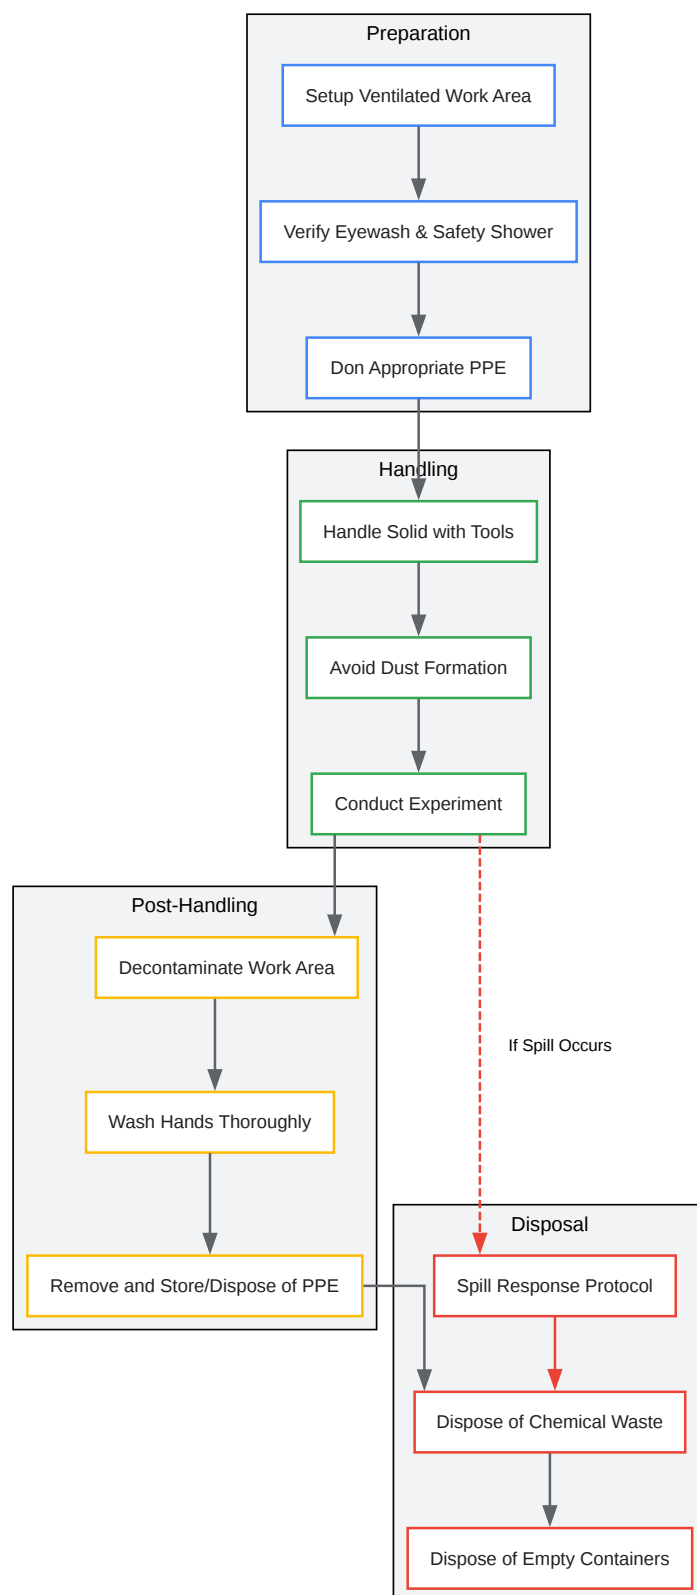 Preparation
Setup Ventilated Work Area
Verify Eyewash & Safety Shower
Don Appropriate PPE
Handling
Handle Solid with Tools
Avoid Dust Formation
Conduct Experiment
Post-Handling
Decontaminate Work Area
If Spill Occurs
Wash Hands Thoroughly
Disposal
Remove and Store/Dispose of PPE
Spill Response Protocol
Dispose of Chemical Waste
Dispose of Empty Containers